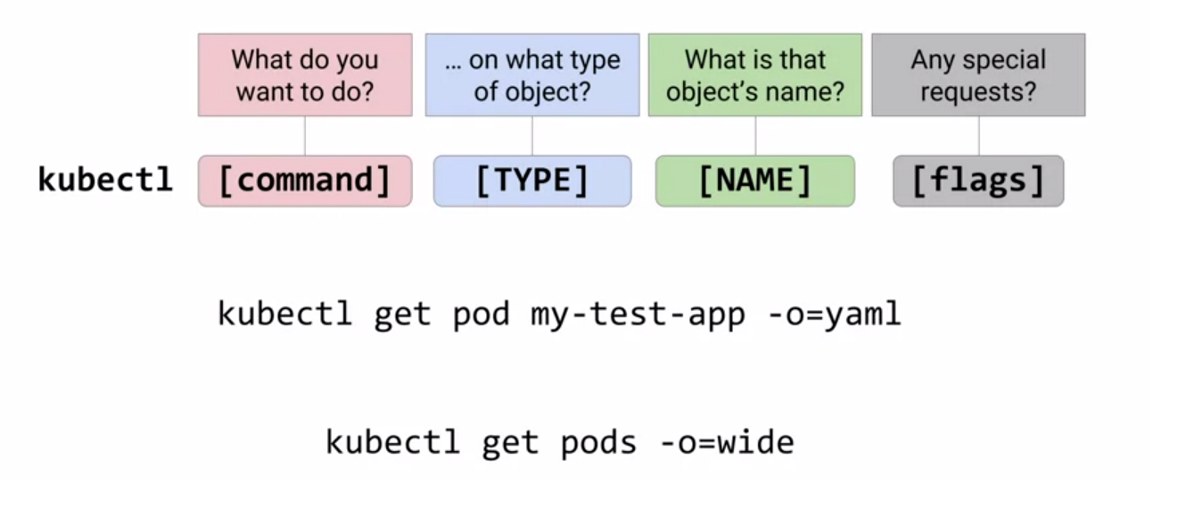 What do you
want to do?
... on what type
of object?
What is that
object's name?
Any special
requests?
kubectl [command] [TYPE] [NAME] [flags]
kubectl get pod my-test-app -o=yaml
kubectl get pods -o=wide